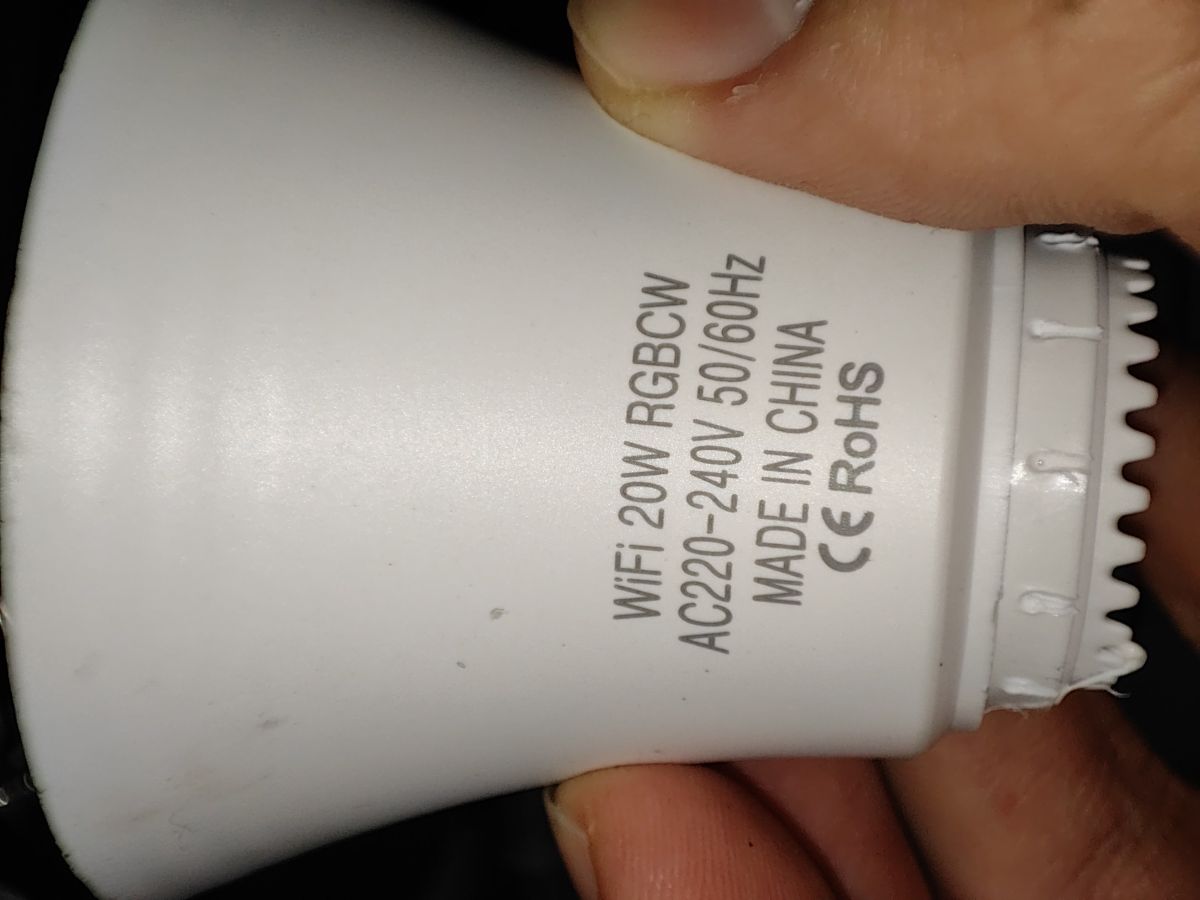 WiFi 20W RGBCW
AC220-240V 50/60Hz
MADE IN CHINA
CE RoHS